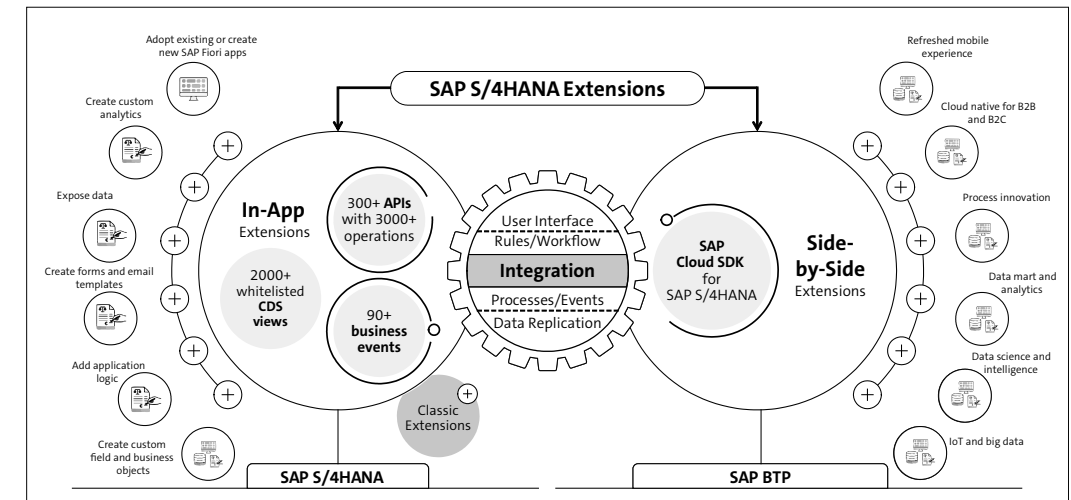 SAP S/4HANA Extensions
Adopt existing or create
new SAP Fiori apps
Create custom
analytics
Expose data
Create forms and email
templates
Add application
logic
Create custom
field and business
objects
In-App
Extensions
2000+
whitelisted
CDS
views
300+ APIs
with 3000+
operations
90+
business
events
Classic
Extensions
SAP S/4HANA
User Interface
Rules/Workflow
Integration
Processes/Events
Data Replication
SAP
Cloud SDK
for
SAP S/4HANA
Side-
by-Side
Extensions
SAP BTP
Refreshed mobile
experience
Cloud native for B2B
and B2C
Process innovation
Data mart and
analytics
Data science and
intelligence
IoT and big data